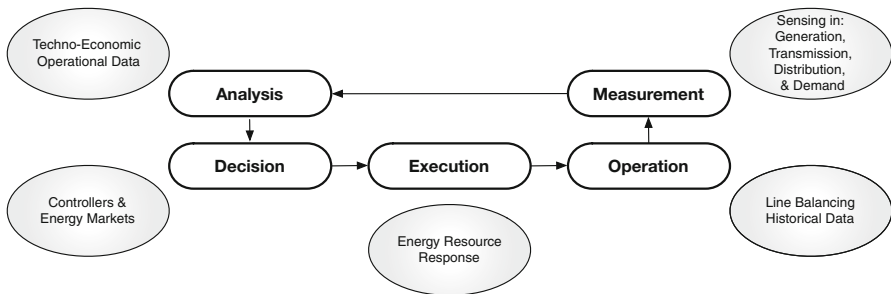 Techno-Economic
Operational Data
Sensing in:
Generation,
Transmission,
Distribution,
& Demand
Analysis
Measurement
Decision
Execution
Operation
Controllers &
Energy Markets
Line Balancing
Historical Data
Energy Resource
Response